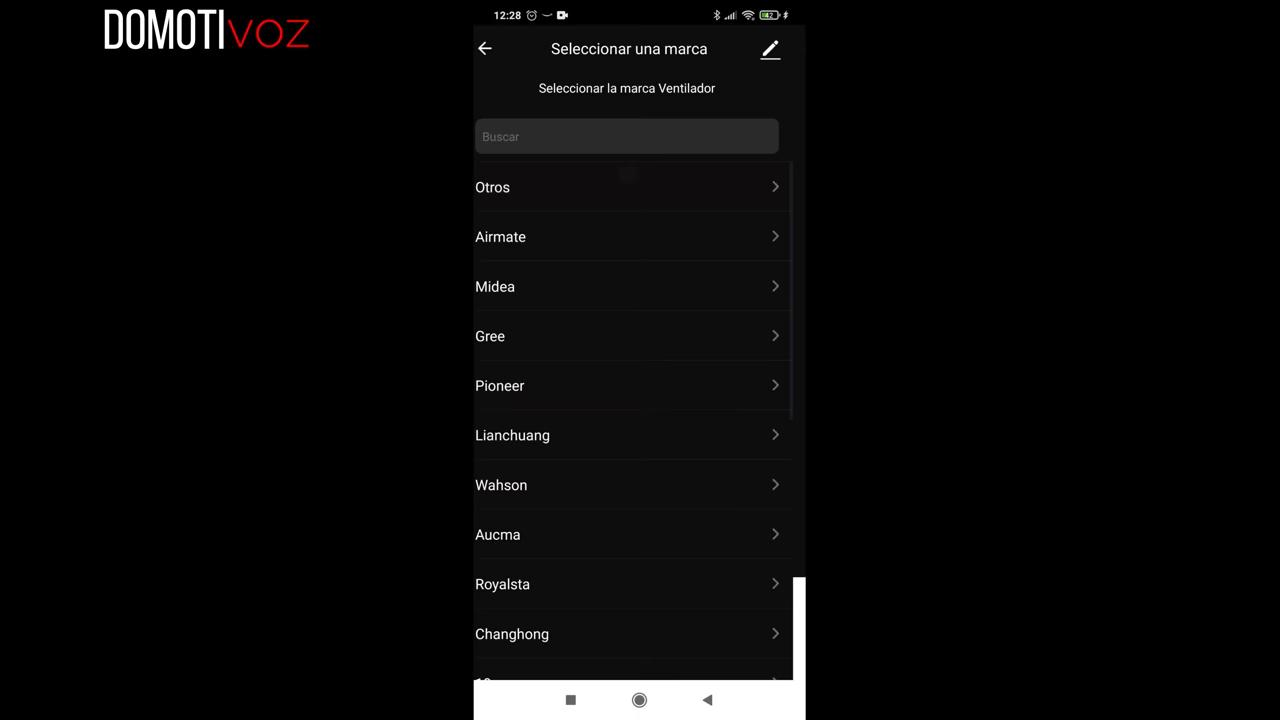 DOMOTIVOZ
12:28
42
Seleccionar una marca
Seleccionar la marca Ventilador
Buscar
Otros
Airmate
Midea
Gree
Pioneer
Lianchuang
Wahson
Aucma
Royalsta
Changhong